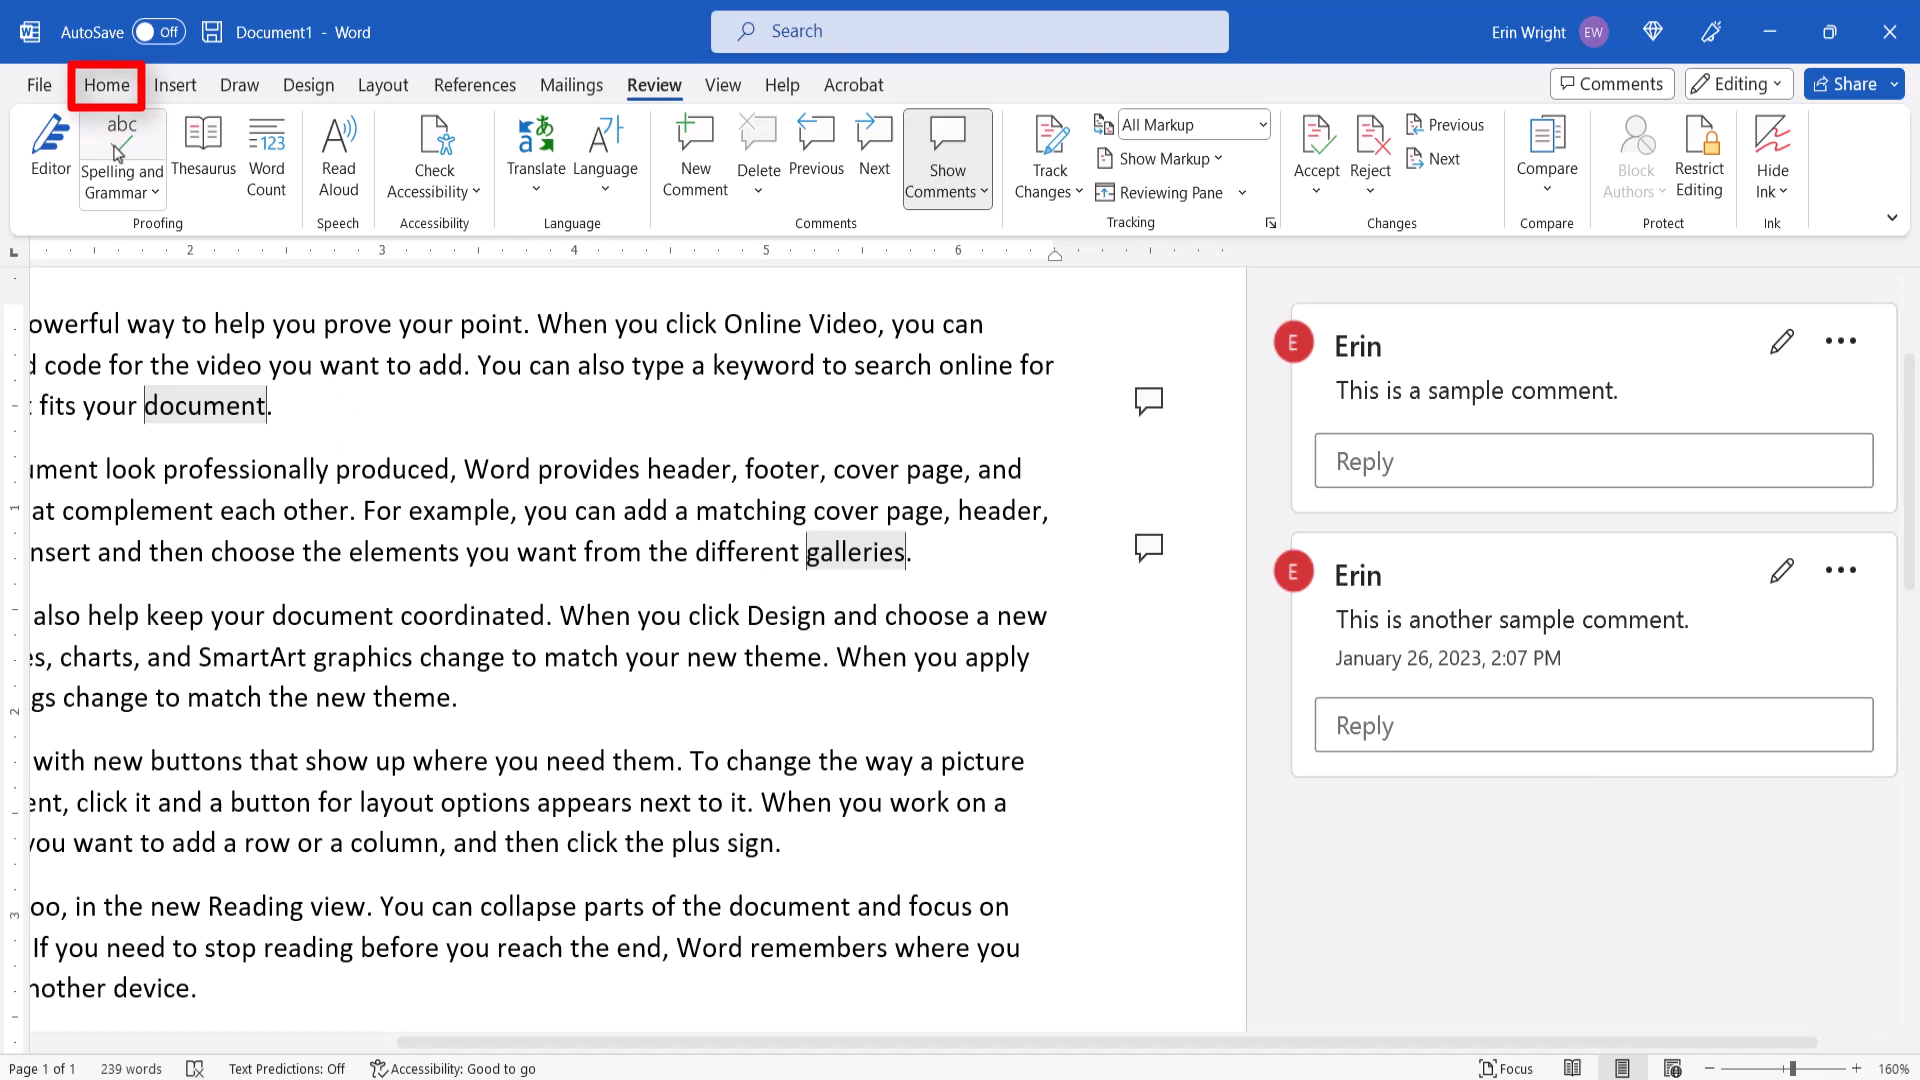 AutoSave Off Document1 - Word
Search
Erin Wright EW
File Home Insert Draw Design Layout References Mailings Review View Help Acrobat
Comments Editing Share
Editor
abc
Spelling and
Grammar
Thesaurus
123
Word
Count
Proofing
Read
Aloud
Speech
Check
Accessibility
Accessibility
Translate
Language
Language
New
Comment
Delete
Previous
Next
Show
Comments
Comments
Track
Changes
All Markup
Show Markup
Reviewing Pane
Tracking
Accept
Reject
Previous
Next
Changes
Compare
Compare
Block
Authors
Restrict
Editing
Protect
Hide
Ink
Ink
2 3 4 5 6
owerful way to help you prove your point. When you click Online Video, you can
d code for the video you want to add. You can also type a keyword to search online for
t fits your document.
ument look professionally produced, Word provides header, footer, cover page, and
at complement each other. For example, you can add a matching cover page, header,
nsert and then choose the elements you want from the different galleries.
also help keep your document coordinated. When you click Design and choose a new
es, charts, and SmartArt graphics change to match your new theme. When you apply
gs change to match the new theme.
with new buttons that show up where you need them. To change the way a picture
ent, click it and a button for layout options appears next to it. When you work on a
you want to add a row or a column, and then click the plus sign.
oo, in the new Reading view. You can collapse parts of the document and focus on
If you need to stop reading before you reach the end, Word remembers where you
nother device.
1
2
3
E
Erin
This is a sample comment.
Reply
E
Erin
This is another sample comment.
January 26, 2023, 2:07 PM
Reply
Page 1 of 1 239 words Text Predictions: Off Accessibility: Good to go
Focus 160%